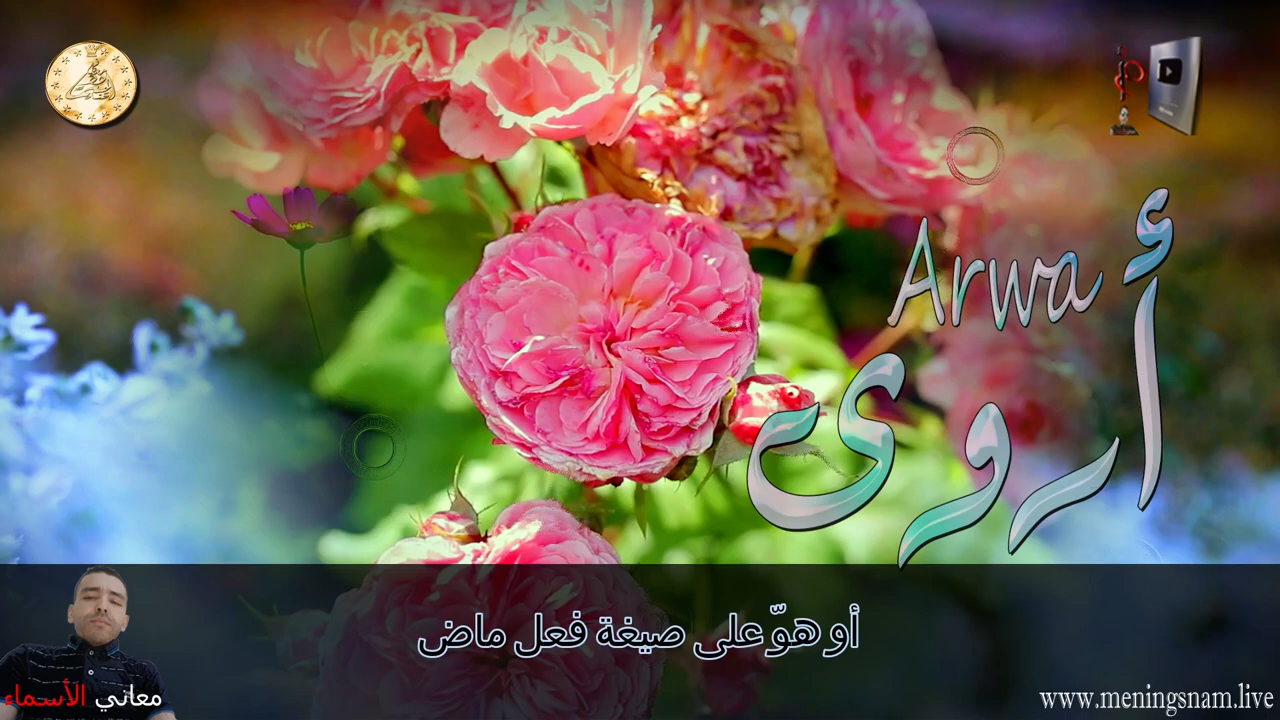 Arwa
أروى
أو هوّ على صيغة فعل ماض
معاني الأسماء
www.meningsnam.live